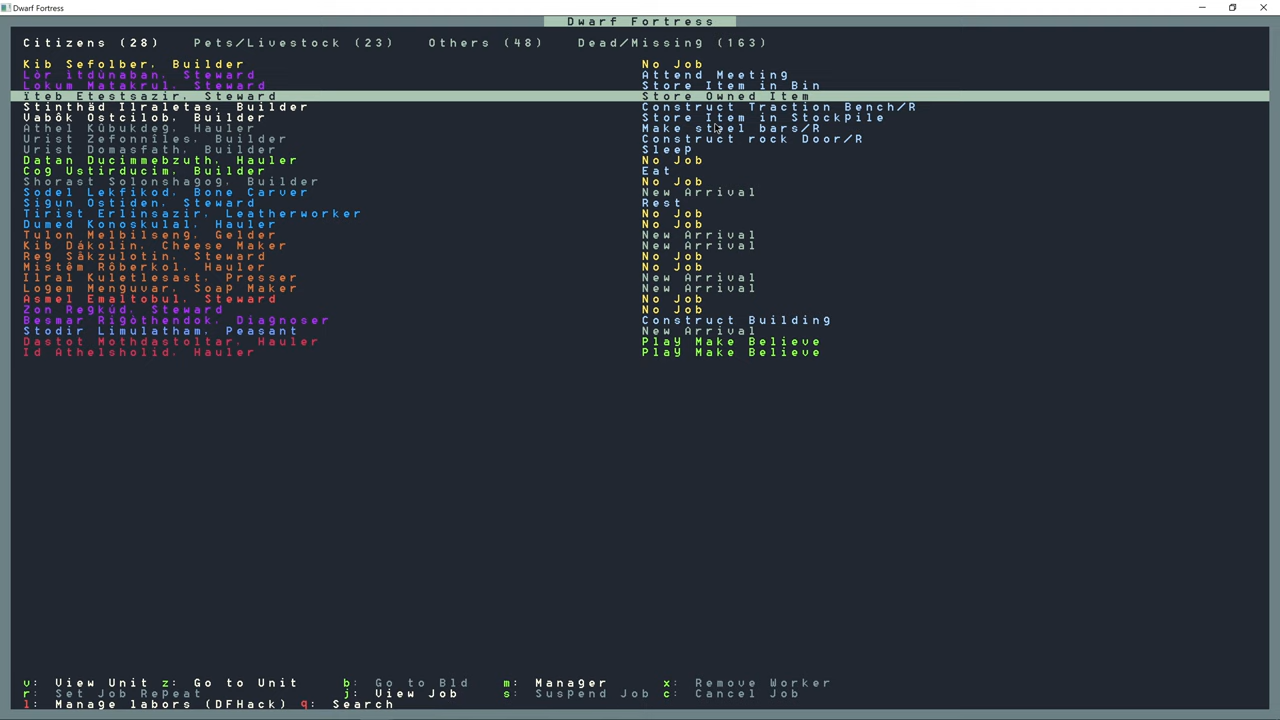 Dwarf Fortress
Dwarf Fortress
Citizens (28) Pets/Livestock (23) Others (48) Dead/Missing (163)
Kib Sefolber, Builder No Job
Lór Ìtdúnaban, Steward Attend Meeting
Lokum Matakrul, Steward Store Item in Bin
Ïteb Etestsazir, Steward Store Owned Item
Stinthäd Ilraletas, Builder Construct Traction Bench/R
Vabôk Ostcilob, Builder Store Item in Stockpile
Athel Kûbukdeg, Hauler Make steel bars/R
Urist Zefonnîles, Builder Construct rock Door/R
Urist Domasfath, Builder Sleep
Datan Ducimmebzuth, Hauler No Job
Cog Ustirducim, Builder Eat
Shorast Solonshagog, Builder No Job
Sodel Lekfikod, Bone Carver New Arrival
Sigun Ostiden, Steward Rest
Tirist Erlinsazir, Leatherworker No Job
Dumed Konoskulal, Hauler No Job
Tulon Melbilseng, Gelder New Arrival
Kib Dákolin, Cheese Maker New Arrival
Reg Såkzulotin, Steward No Job
Mistêm Röberkol, Hauler No Job
Ilral Kuletlesast, Presser New Arrival
Logem Menguvar, Soap Maker New Arrival
Asmel Emaltobul, Steward No Job
Zon Regkûd, Steward No Job
Besmar Rigòthendok, Diagnoser Construct Building
Stodir Limulatham, Peasant New Arrival
Dastot Mothdastoltar, Hauler Play Make Believe
Id Athelsholid, Hauler Play Make Believe
v: View Unit z: Go to Unit b: Go to Bld m: Manager x: Remove Worker
r: Set Job Repeat j: View Job s: Suspend Job c: Cancel Job
l: Manage labors (DFHack) q: Search